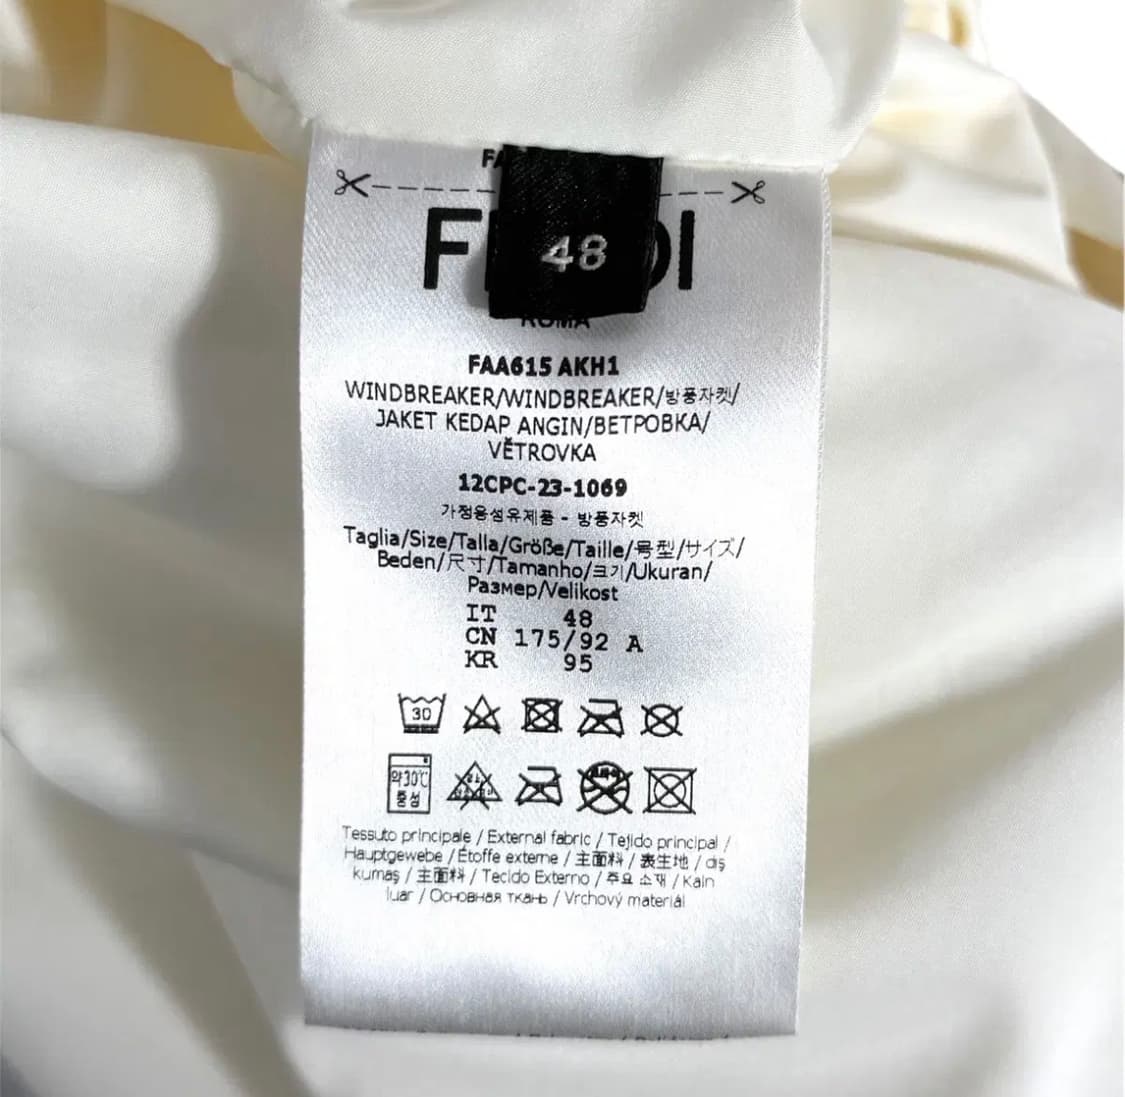 48
ROMA
FAA615 AKH1
WINDBREAKER/WINDBREAKER/방풍자켓/
JAKET KEDAP ANGIN/ВЕТРОВКА/
VĚTROVKA
12CPC-23-1069
가정용섬유제품 - 방풍자켓
Taglia/Size/Talla/Größe/Taille/号型/サイズ/
Beden/尺寸/Tamanho/크기/Ukuran/
Размер/Velikost
IT 48
CN 175/92 A
KR 95
30
약30℃
중성
Tessuto principale / External fabric / Tejido principal /
Hauptgewebe / Étoffe externe / 主面料 / 表生地 / dış
kumaş / 主面料 / Tecido Externo / 주요 소재 / Kain
luar / Основная ткань / Vrchový materiál